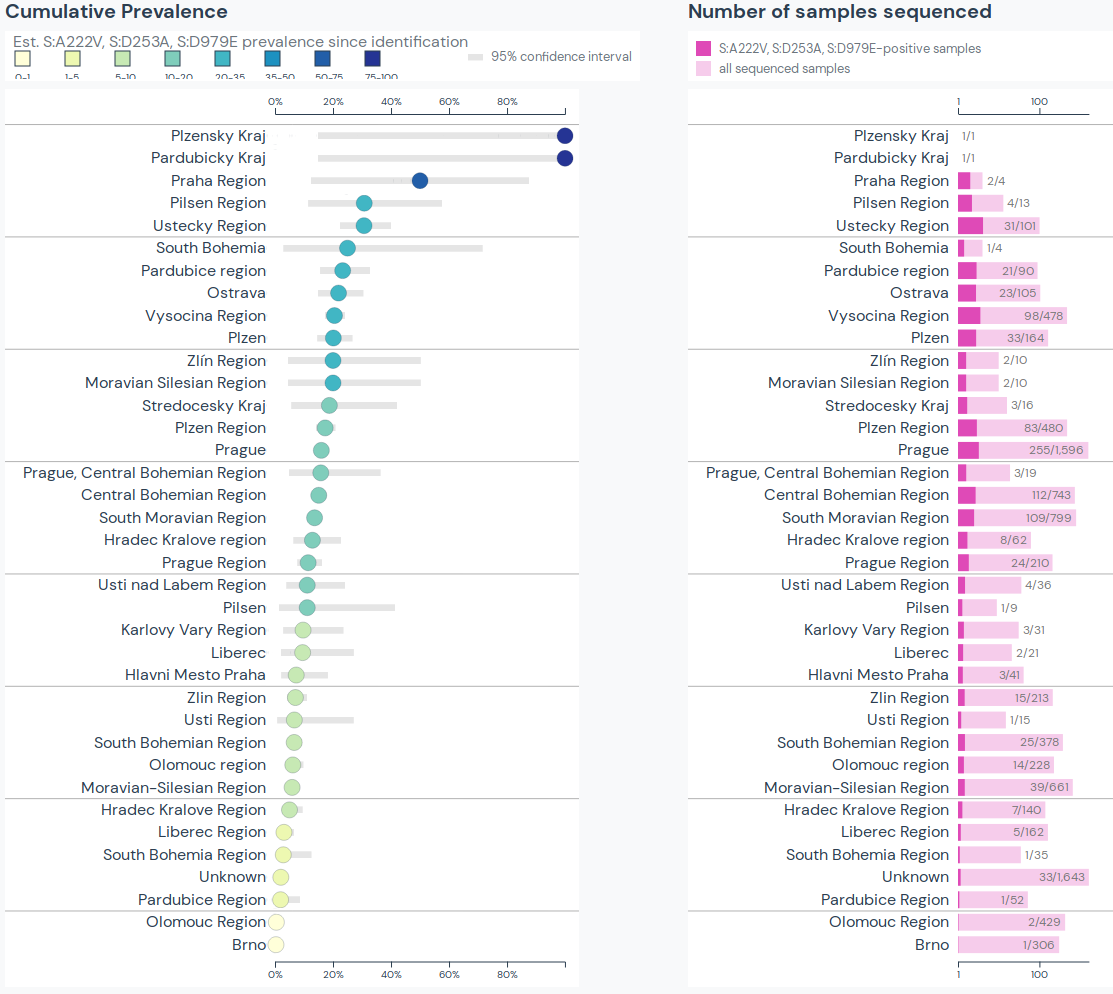 Cumulative Prevalence
Est. S:A222V, S:D253A, S:D979E prevalence since identification
0-1 1-5 5-10 10-20 20-35 35-50 50-75 75-100
95% confidence interval
0% 20% 40% 60% 80%
Plzensky Kraj
Pardubicky Kraj
Praha Region
Pilsen Region
Ustecky Region
South Bohemia
Pardubice region
Ostrava
Vysocina Region
Plzen
Zlín Region
Moravian Silesian Region
Stredocesky Kraj
Plzen Region
Prague
Prague, Central Bohemian Region
Central Bohemian Region
South Moravian Region
Hradec Kralove region
Prague Region
Usti nad Labem Region
Pilsen
Karlovy Vary Region
Liberec
Hlavni Mesto Praha
Zlin Region
Usti Region
South Bohemian Region
Olomouc region
Moravian-Silesian Region
Hradec Kralove Region
Liberec Region
South Bohemia Region
Unknown
Pardubice Region
Olomouc Region
Brno
0% 20% 40% 60% 80%
Number of samples sequenced
S:A222V, S:D253A, S:D979E-positive samples
all sequenced samples
1 100
Plzensky Kraj 1/1
Pardubicky Kraj 1/1
Praha Region 2/4
Pilsen Region 4/13
Ustecky Region 31/101
South Bohemia 1/4
Pardubice region 21/90
Ostrava 23/105
Vysocina Region 98/478
Plzen 33/164
Zlín Region 2/10
Moravian Silesian Region 2/10
Stredocesky Kraj 3/16
Plzen Region 83/480
Prague 255/1,596
Prague, Central Bohemian Region 3/19
Central Bohemian Region 112/743
South Moravian Region 109/799
Hradec Kralove region 8/62
Prague Region 24/210
Usti nad Labem Region 4/36
Pilsen 1/9
Karlovy Vary Region 3/31
Liberec 2/21
Hlavni Mesto Praha 3/41
Zlin Region 15/213
Usti Region 1/15
South Bohemian Region 25/378
Olomouc region 14/228
Moravian-Silesian Region 39/661
Hradec Kralove Region 7/140
Liberec Region 5/162
South Bohemia Region 1/35
Unknown 33/1,643
Pardubice Region 1/52
Olomouc Region 2/429
Brno 1/306
1 100